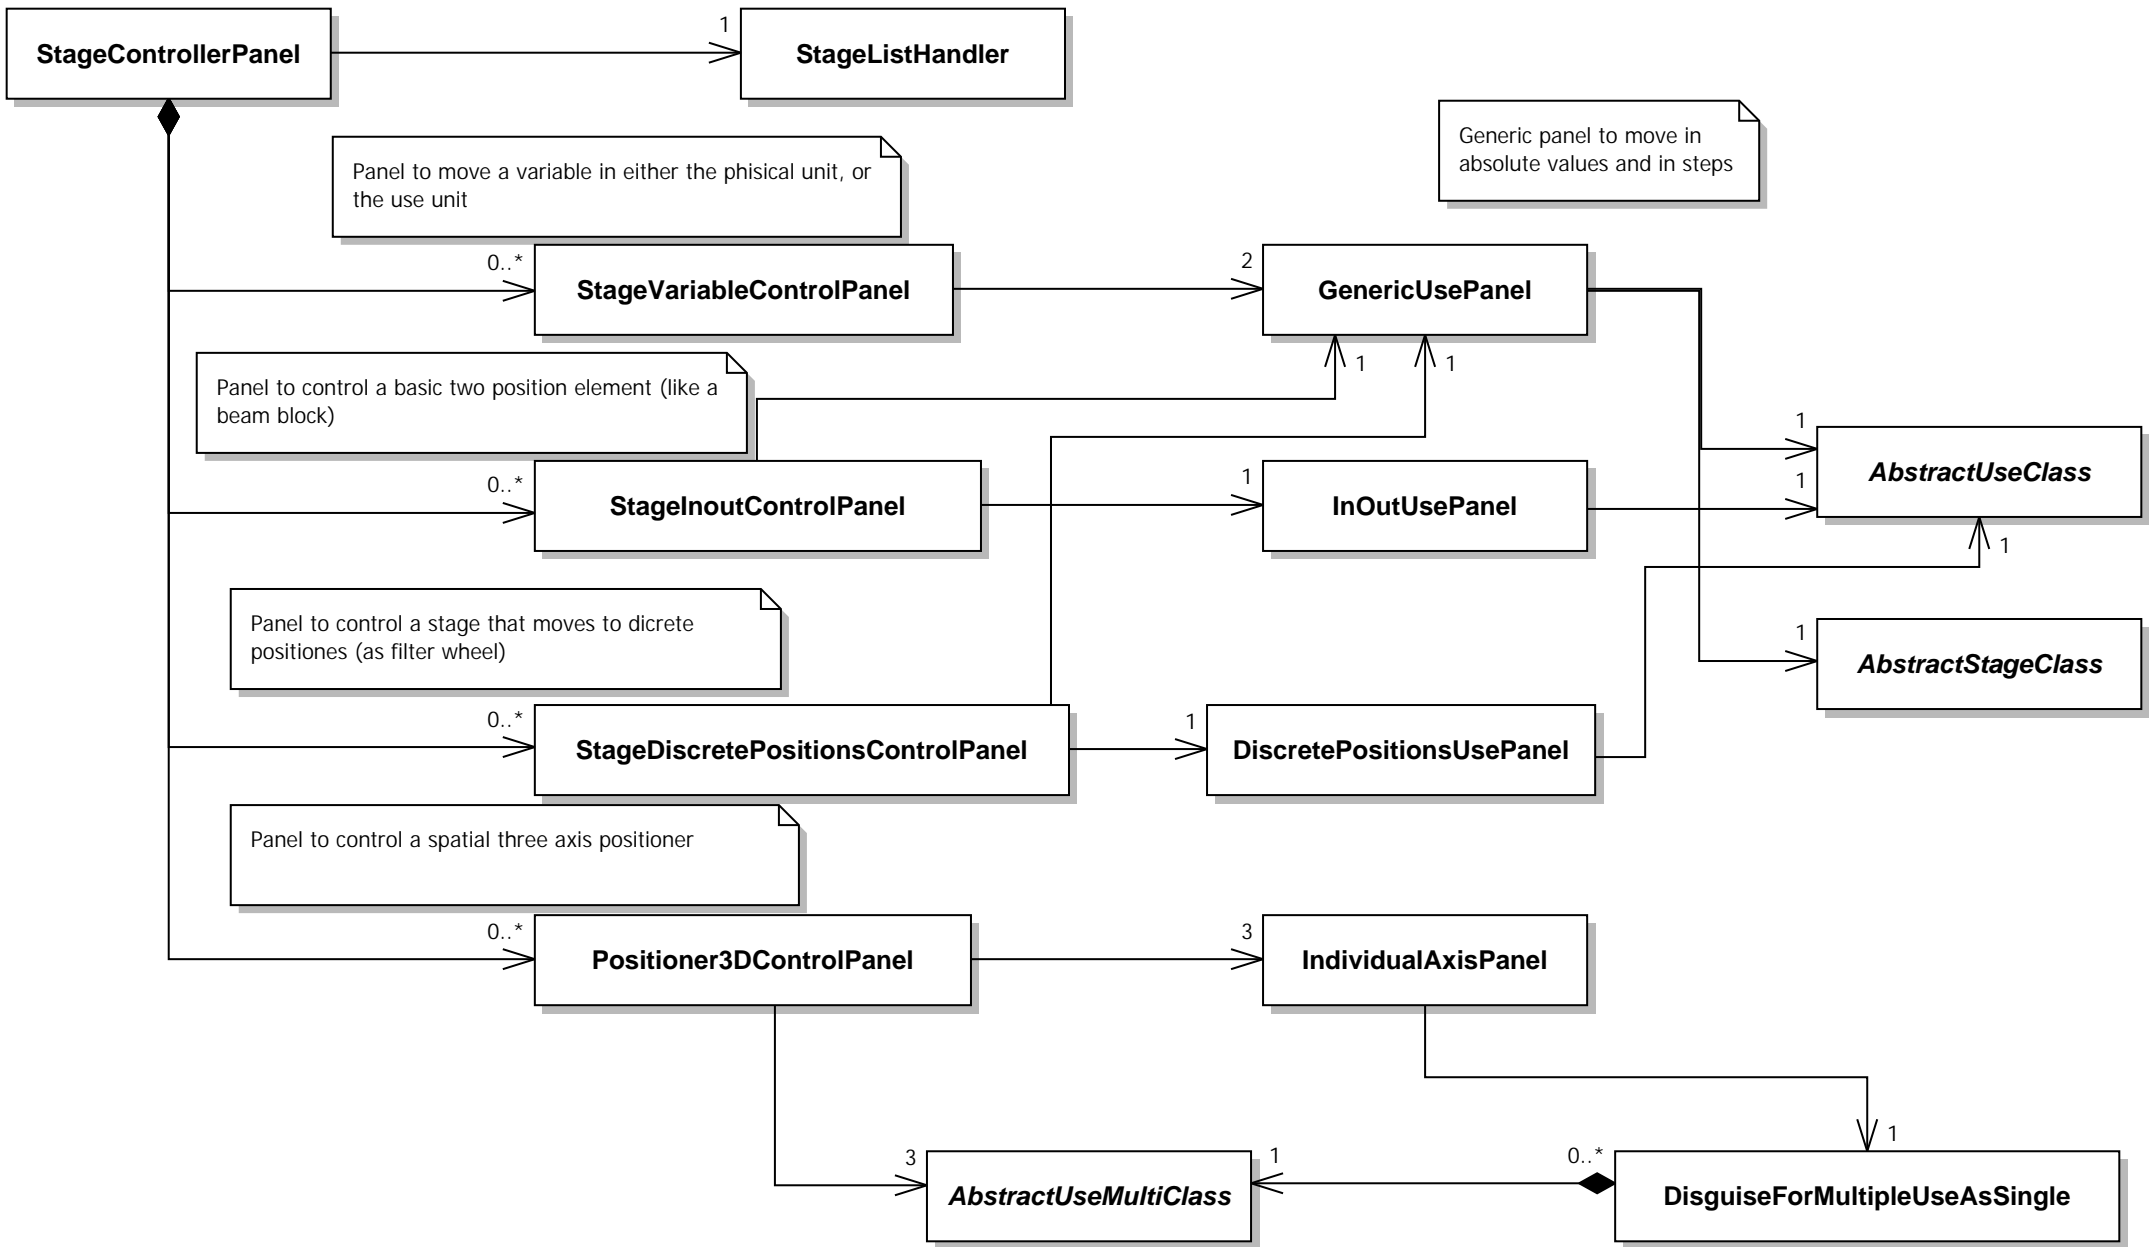 StageControllerPanel
1
StageListHandler
Generic panel to move in
absolute values and in steps
Panel to move a variable in either the phisical unit, or
the use unit
0..*
StageVariableControlPanel
2
GenericUsePanel
1
1
Panel to control a basic two position element (like a
beam block)
0..*
StageInoutControlPanel
1
InOutUsePanel
1
1
AbstractUseClass
1
Panel to control a stage that moves to dicrete
positiones (as filter wheel)
1
AbstractStageClass
0..*
StageDiscretePositionsControlPanel
1
DiscretePositionsUsePanel
Panel to control a spatial three axis positioner
0..*
Positioner3DControlPanel
3
IndividualAxisPanel
1
3
AbstractUseMultiClass
1
0..*
DisguiseForMultipleUseAsSingle